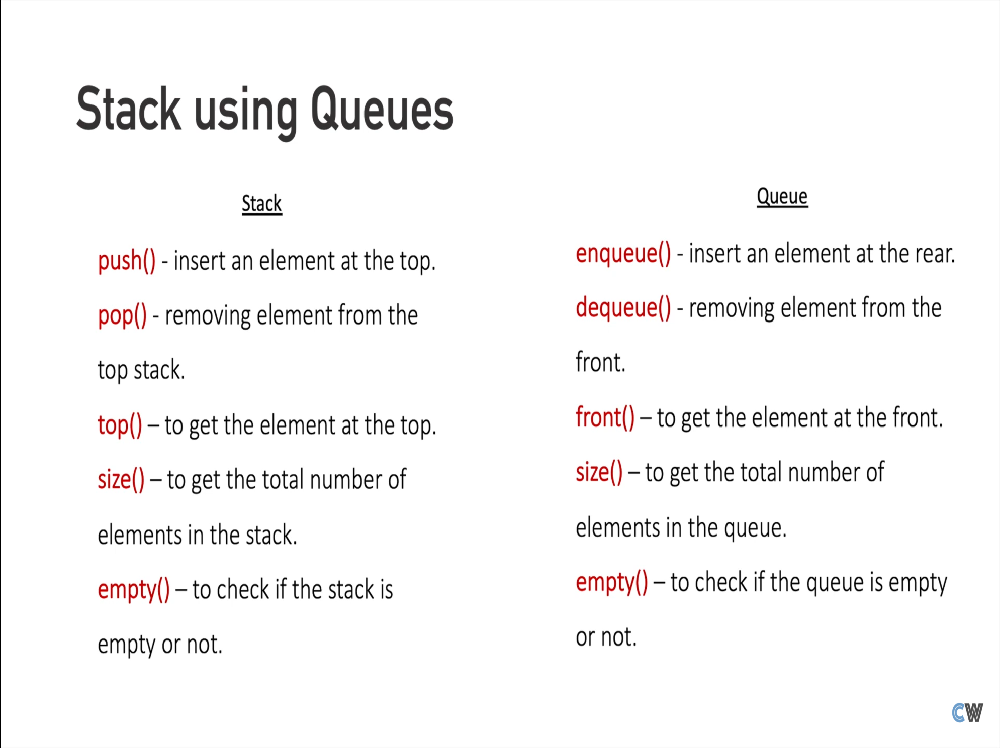 Stack using Queues
Stack
push() - insert an element at the top.
pop() - removing element from the
top stack.
top() – to get the element at the top.
size() – to get the total number of
elements in the stack.
empty() – to check if the stack is
empty or not.
Queue
enqueue() - insert an element at the rear.
dequeue() - removing element from the
front.
front() – to get the element at the front.
size() – to get the total number of
elements in the queue.
empty() – to check if the queue is empty
or not.
CW